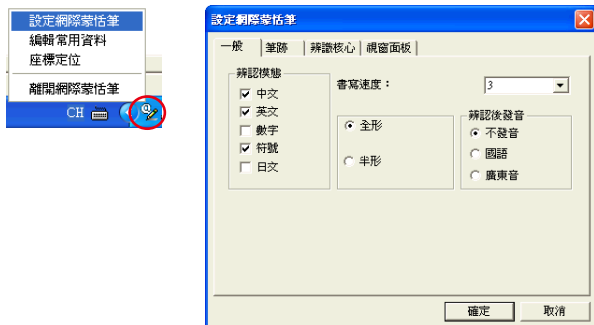 設定網際蒙恬筆
編輯常用資料
座標定位
離開網際蒙恬筆
CH
設定網際蒙恬筆
一般
筆跡
辨識核心
視窗面板
辨認模態
中文
英文
數字
符號
日文
書寫速度：
3
全形
半形
辨認後發音
不發音
國語
廣東音
確定
取消